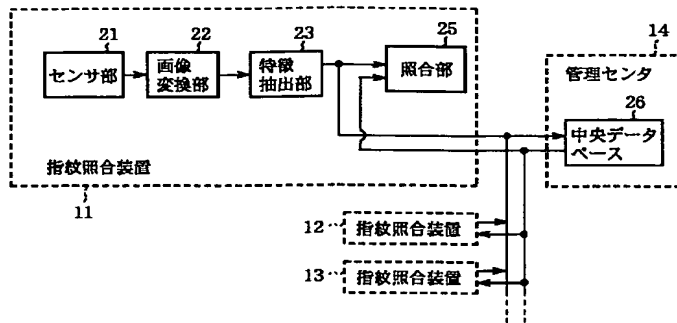 21
22
23
25
14
センサ部
画像
変換部
特徴
抽出部
照合部
管理センタ
26
中央データ
ベース
指紋照合装置
11
12
指紋照合装置
13
指紋照合装置